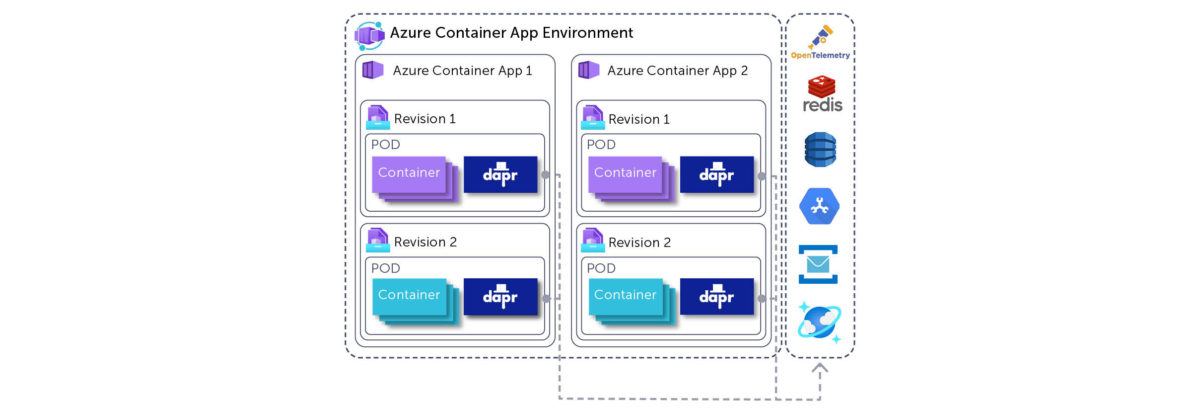 Azure Container App Environment
Azure Container App 1
Revision 1
POD
Container
dapr
Revision 2
POD
Container
dapr
Azure Container App 2
Revision 1
POD
Container
dapr
Revision 2
POD
Container
dapr
OpenTelemetry
redis